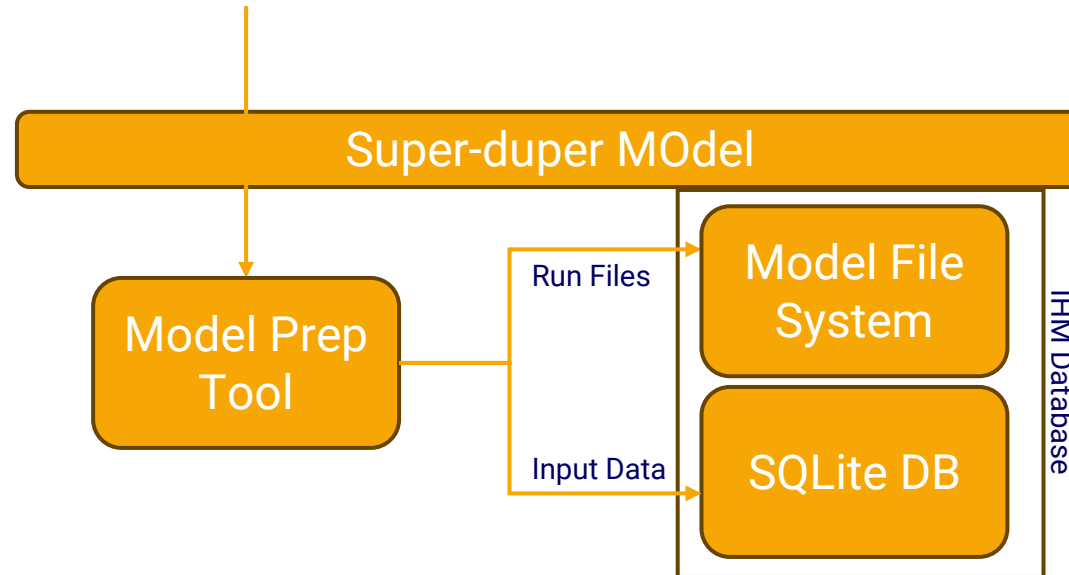 Super-duper MOdel
Run Files
Model File
System
Model Prep
Tool
Input Data
SQLite DB
IHM Database